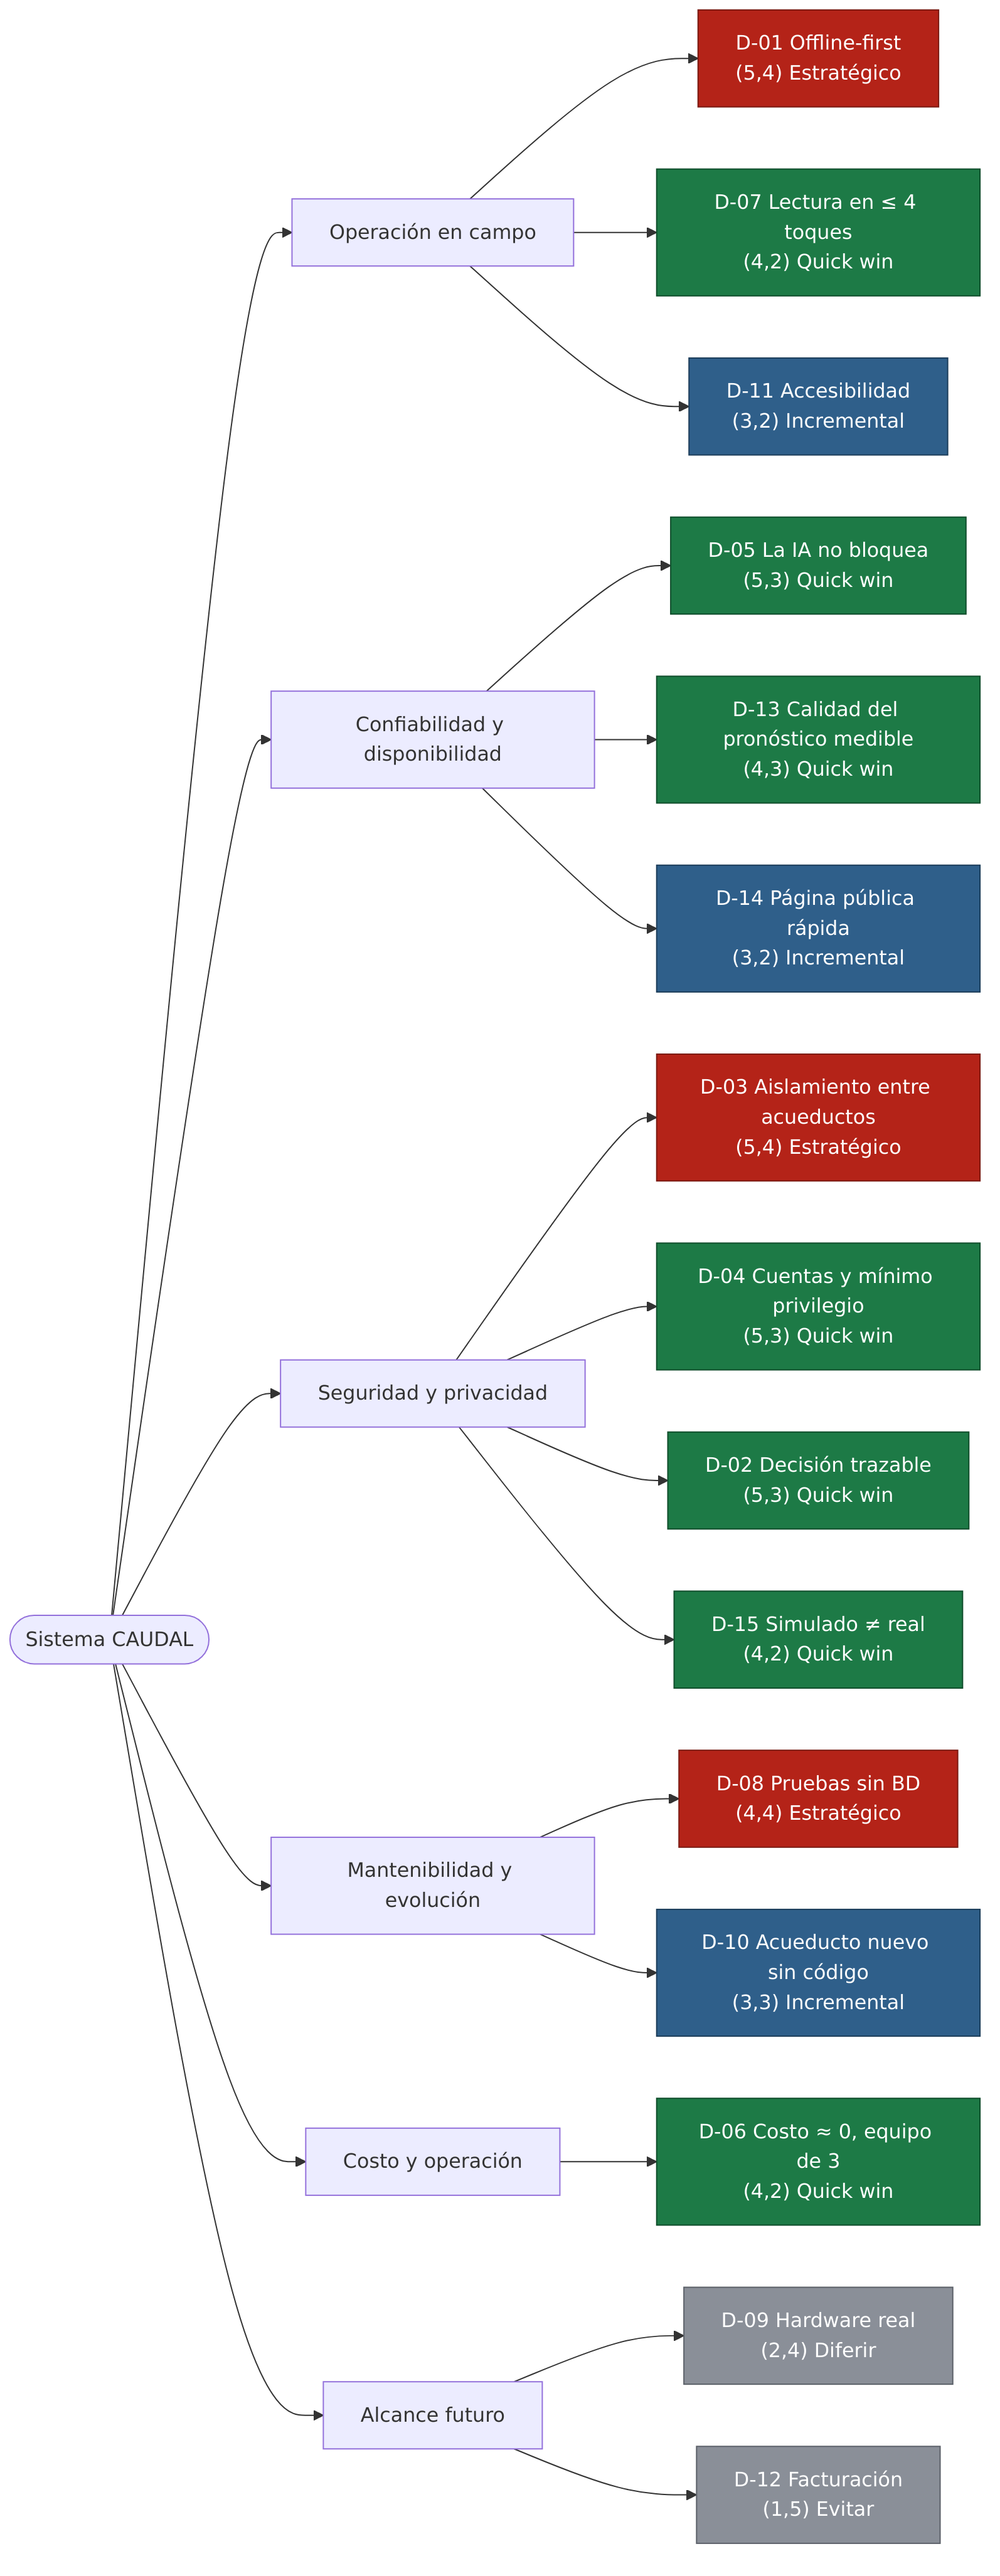 D-01 Offline-first
(5,4) Estratégico
D-07 Lectura en ≤ 4
toques
(4,2) Quick win
Operación en campo
D-11 Accesibilidad
(3,2) Incremental
D-05 La IA no bloquea
(5,3) Quick win
D-13 Calidad del
pronóstico medible
(4,3) Quick win
Confiabilidad y
disponibilidad
D-14 Página pública
rápida
(3,2) Incremental
D-03 Aislamiento entre
acueductos
(5,4) Estratégico
D-04 Cuentas y mínimo
privilegio
(5,3) Quick win
Seguridad y privacidad
D-02 Decisión trazable
(5,3) Quick win
D-15 Simulado ≠ real
(4,2) Quick win
Sistema CAUDAL
D-08 Pruebas sin BD
(4,4) Estratégico
Mantenibilidad y
evolución
D-10 Acueducto nuevo
sin código
(3,3) Incremental
D-06 Costo ≈ 0, equipo
de 3
(4,2) Quick win
Costo y operación
D-09 Hardware real
(2,4) Diferir
Alcance futuro
D-12 Facturación
(1,5) Evitar